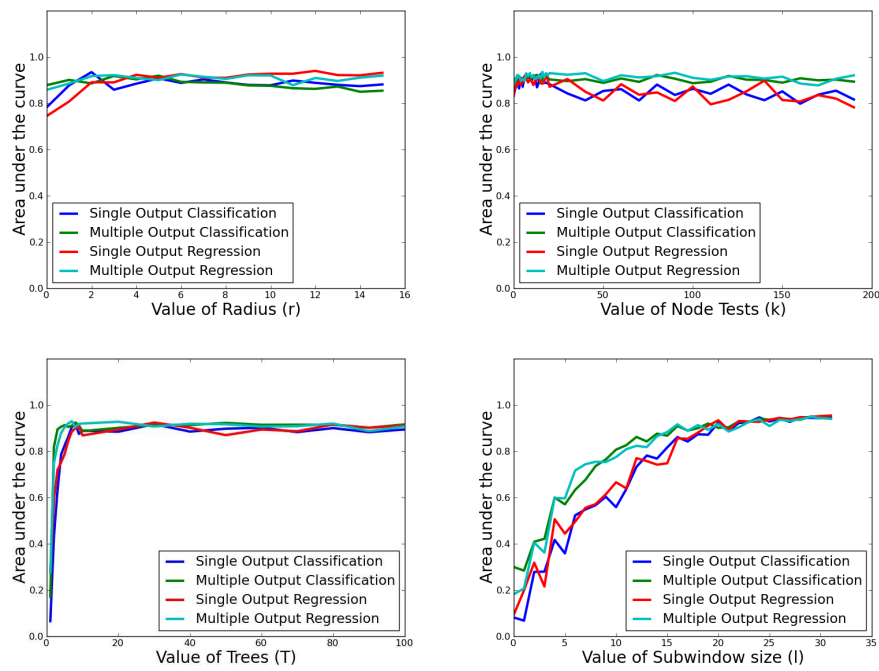 1.0
0.8
0.6
0.4
0.2
0.0
Area under the curve
Single Output Classification
Multiple Output Classification
Single Output Regression
Multiple Output Regression
0 2 4 6 8 10 12 14 16
Value of Radius (r)
1.0
0.8
0.6
0.4
0.2
0.0
Area under the curve
Single Output Classification
Multiple Output Classification
Single Output Regression
Multiple Output Regression
0 50 100 150 200
Value of Node Tests (k)
1.0
0.8
0.6
0.4
0.2
0.0
Area under the curve
Single Output Classification
Multiple Output Classification
Single Output Regression
Multiple Output Regression
0 20 40 60 80 100
Value of Trees (T)
1.0
0.8
0.6
0.4
0.2
0.0
Area under the curve
Single Output Classification
Multiple Output Classification
Single Output Regression
Multiple Output Regression
0 5 10 15 20 25 30 35
Value of Subwindow size (l)